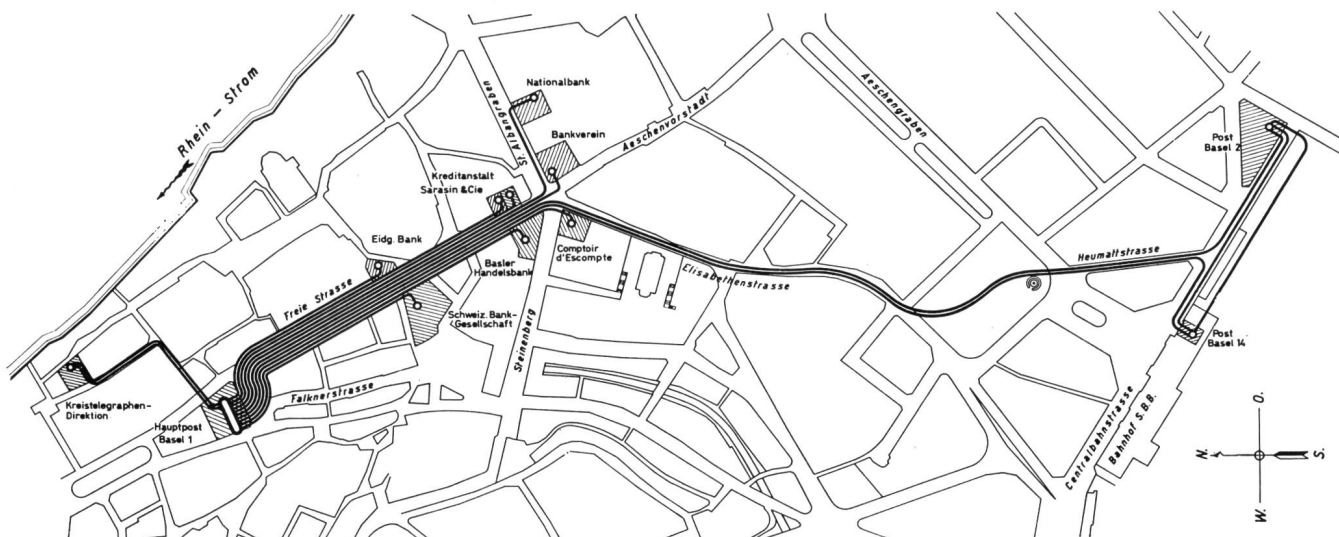 Rhein – Strom
St. Albangraben
Nationalbank
Bankverein
Aeschenvorstadt
Aeschengraben
Post
Basel 2
Kreditanstalt
Sarasin & Cie
Eidg. Bank
Basler
Handelsbank
Comptoir
d'Escompte
Elisabethenstrasse
Heumattstrasse
Freie Strasse
Schweiz. Bank-
Gesellschaft
Steinenberg
Post
Basel 14
Kreistelegraphen-
Direktion
Hauptpost
Basel 1
Falknerstrasse
Centralbahnstrasse
Bahnhof S.B.B.
N.
O.
S.
W.